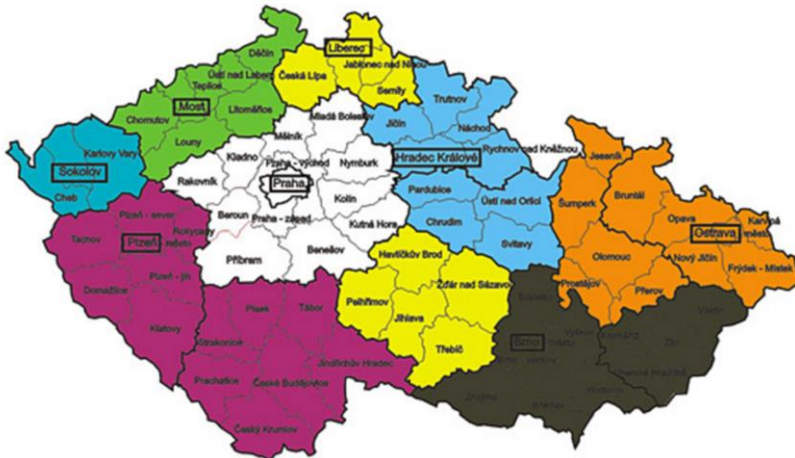 Děčín
Liberec
Ústí nad Labem
Jablonec nad Nisou
Teplice
Česká Lípa
Most
Semily
Chomutov
Litoměřice
Trutnov
Mladá Boleslav
Louny
Jičín
Náchod
Mělník
Karlovy Vary
Kladno
Praha - východ
Nymburk
Hradec Králové
Rychnov nad Kněžnou
Jeseník
Sokolov
Rakovník
Praha
Cheb
Pardubice
Bruntál
Kolín
Ústí nad Orlicí
Šumperk
Plzeň - sever
Beroun
Praha - západ
Chrudim
Opava
Karviná
Rokycany
Kutná Hora
Ostrava
město
Tachov
Plzeň
město
Svitavy
Benešov
Havlíčkův Brod
Olomouc
Nový Jičín
Příbram
Frýdek - Místek
Plzeň - jih
Žďár nad Sázavo
Prostějov
Přerov
Domažlice
Pelhřimov
Písek
Tábor
Jihlava
Klatovy
Strakonice
Třebíč
Brno
Zlín
Jindřichův Hradec
Prachatice
České Budějovice
Znojmo
Český Krumlov